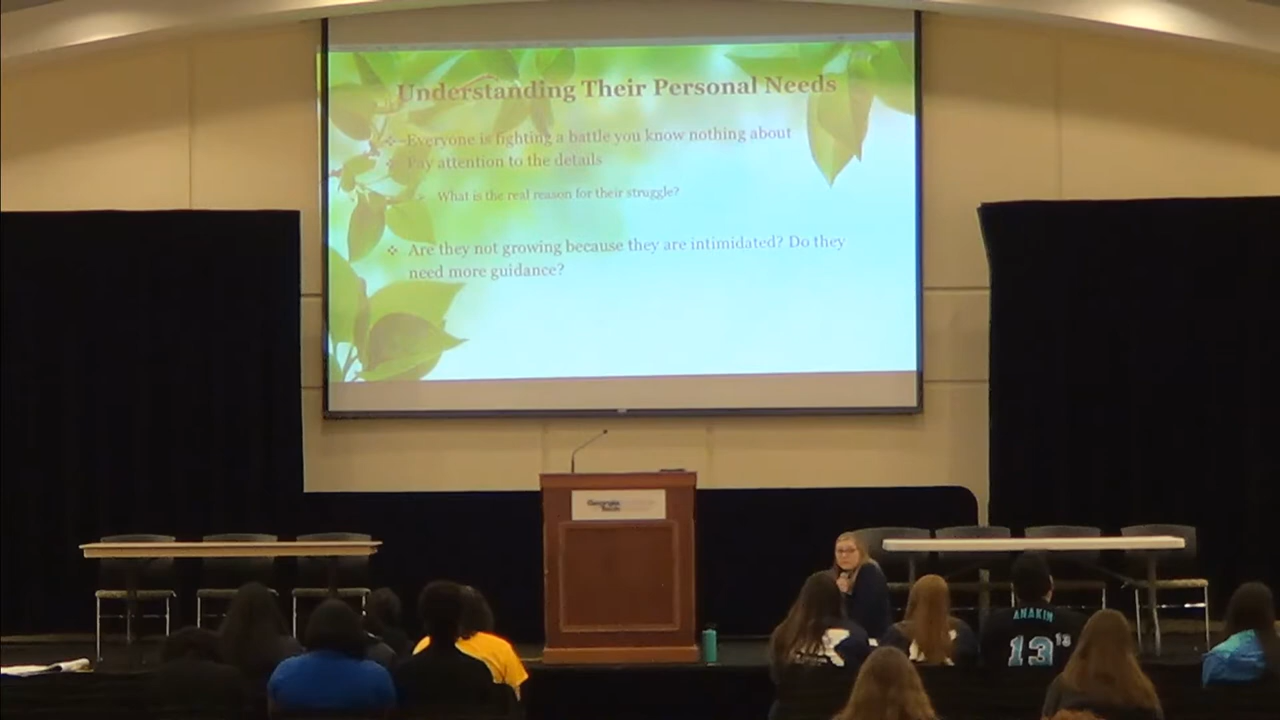 Understanding Their Personal Needs
Everyone is fighting a battle you know nothing about
Pay attention to the details
What is the real reason for their struggle?
Are they not growing because they are intimidated? Do they
need more guidance?
Georgia
ANAKIN
13 13